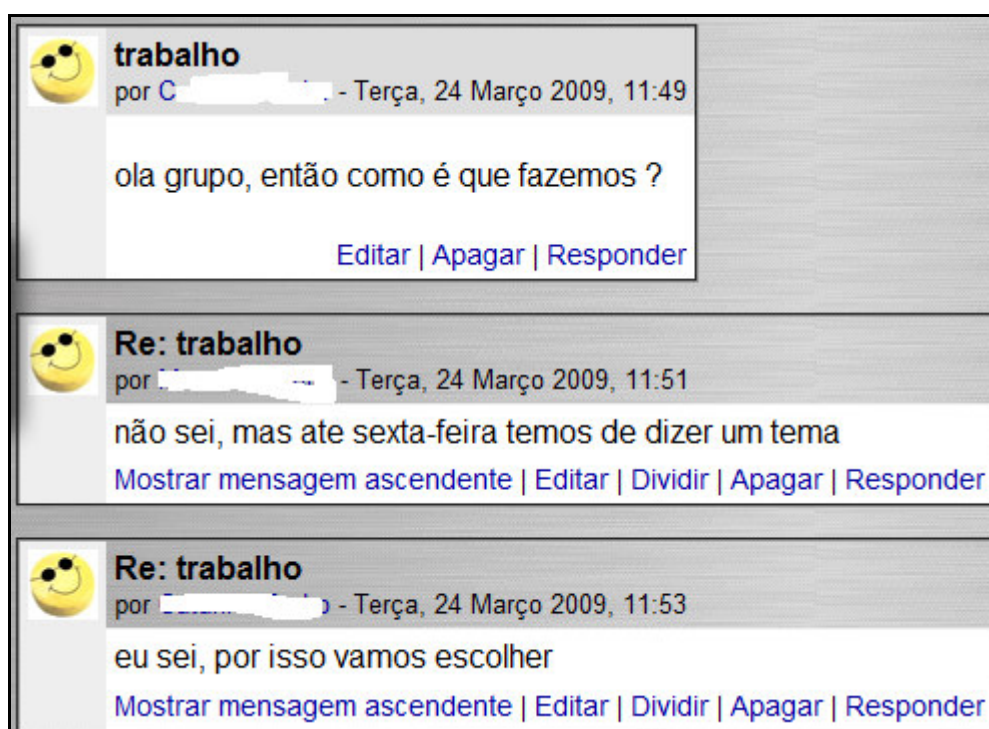 trabalho
por C - Terça, 24 Março 2009, 11:49
ola grupo, então como é que fazemos ?
Editar | Apagar | Responder
Re: trabalho
por - Terça, 24 Março 2009, 11:51
não sei, mas ate sexta-feira temos de dizer um tema
Mostrar mensagem ascendente | Editar | Dividir | Apagar | Responder
Re: trabalho
por - Terça, 24 Março 2009, 11:53
eu sei, por isso vamos escolher
Mostrar mensagem ascendente | Editar | Dividir | Apagar | Responder